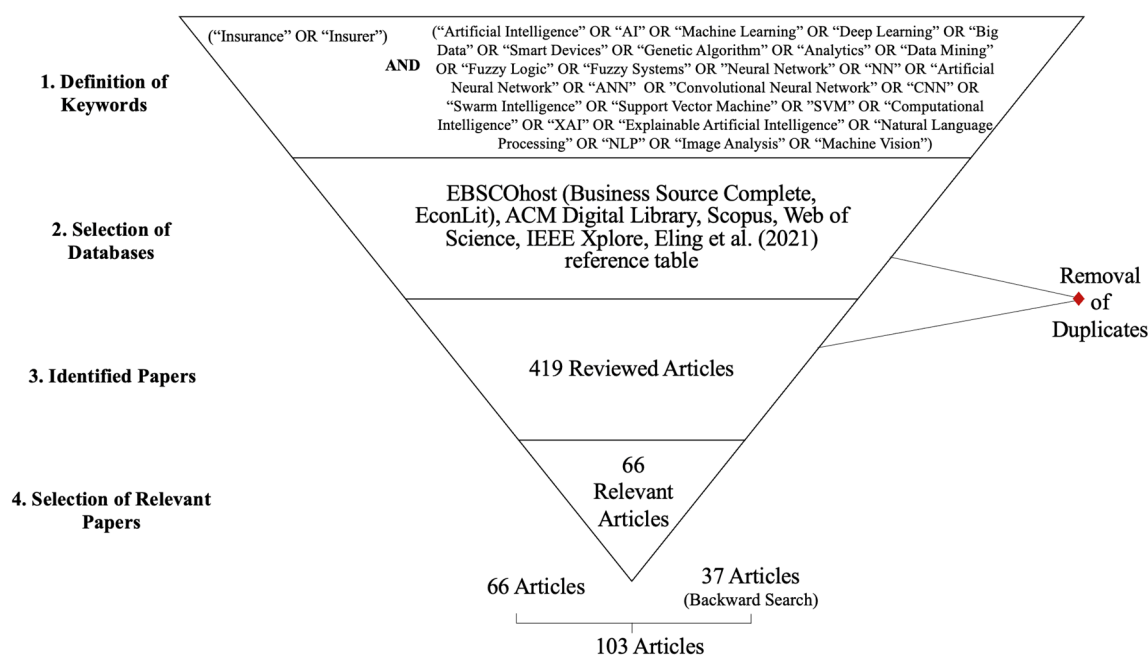 1. Definition of
Keywords
(“Insurance” OR “Insurer”)
AND
(“Artificial Intelligence” OR “AI” OR “Machine Learning” OR “Deep Learning” OR “Big
Data” OR “Smart Devices” OR “Genetic Algorithm” OR “Analytics” OR “Data Mining”
OR “Fuzzy Logic” OR “Fuzzy Systems” OR ”Neural Network” OR “NN” OR “Artificial
Neural Network” OR “ANN” OR ”Convolutional Neural Network” OR “CNN” OR
“Swarm Intelligence” OR “Support Vector Machine” OR ”SVM” OR “Computational
Intelligence” OR “XAI” OR “Explainable Artificial Intelligence” OR “Natural Language
Processing” OR “NLP” OR “Image Analysis” OR “Machine Vision”)
2. Selection of
Databases
EBSCOhost (Business Source Complete,
EconLit), ACM Digital Library, Scopus, Web of
Science, IEEE Xplore, Eling et al. (2021)
reference table
Removal
of
Duplicates
3. Identified Papers
419 Reviewed Articles
4. Selection of Relevant
Papers
66
Relevant
Articles
66 Articles
37 Articles
(Backward Search)
103 Articles